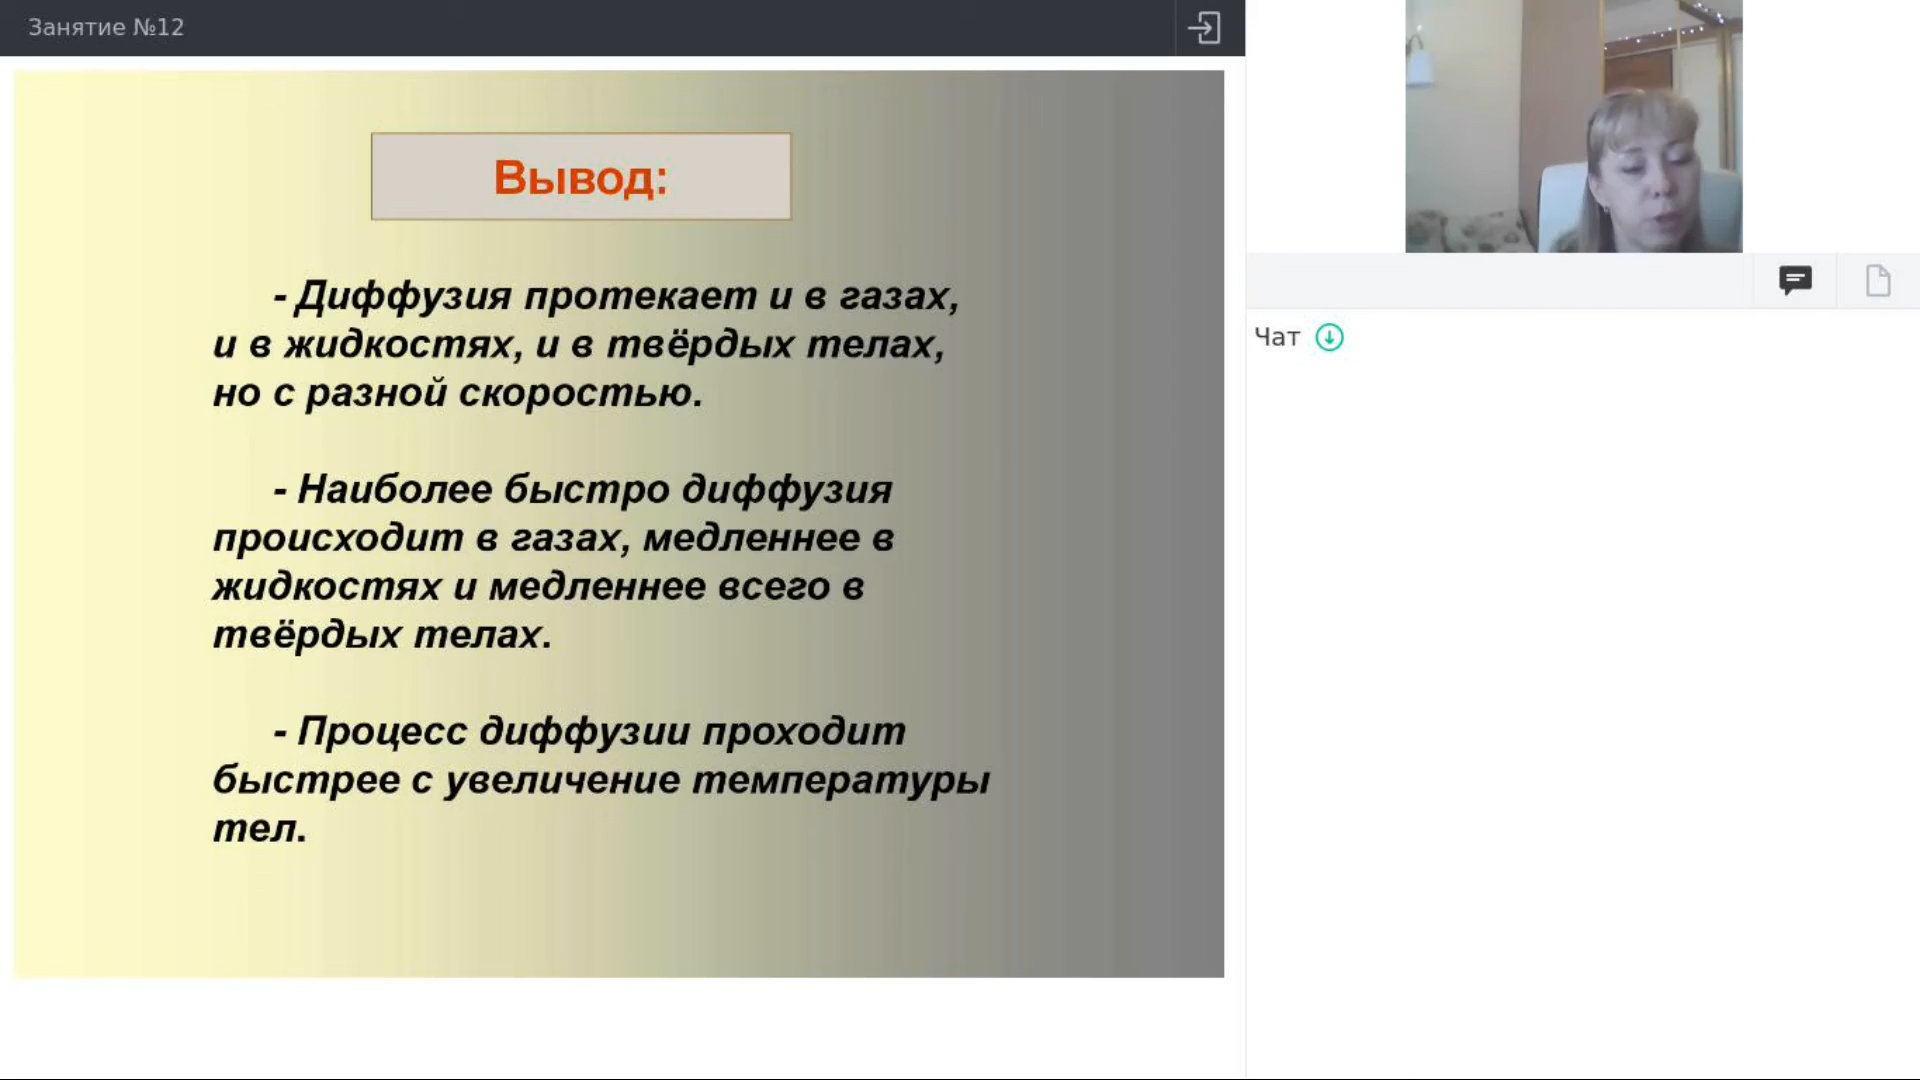 Занятие №12
Вывод:
- Диффузия протекает и в газах,
и в жидкостях, и в твёрдых телах,
но с разной скоростью.
- Наиболее быстро диффузия
происходит в газах, медленнее в
жидкостях и медленнее всего в
твёрдых телах.
- Процесс диффузии проходит
быстрее с увеличение температуры
тел.
Чат